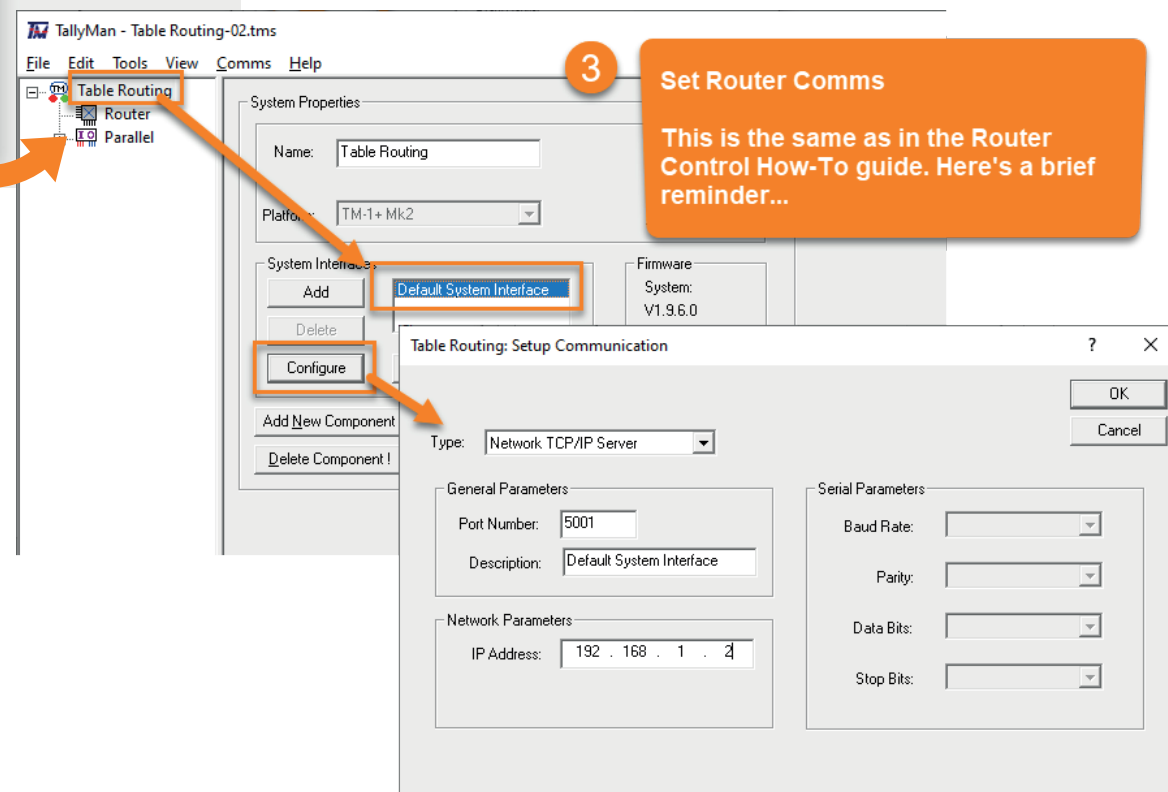 TallyMan - Table Routing-02.tms
File Edit Tools View Comms Help
Table Routing
Router
Parallel
3
Set Router Comms
This is the same as in the Router
Control How-To guide. Here's a brief
reminder...
System Properties
Name: Table Routing
Platform: TM-1+ Mk2
System Interfaces
Add
Default System Interface
Delete
Configure
Firmware
System:
V1.9.6.0
Add New Component
Delete Component !
Table Routing: Setup Communication
? X
OK
Cancel
Type: Network TCP/IP Server
General Parameters
Port Number: 5001
Description: Default System Interface
Network Parameters
IP Address: 192 . 168 . 1 . 2
Serial Parameters
Baud Rate:
Parity:
Data Bits:
Stop Bits: